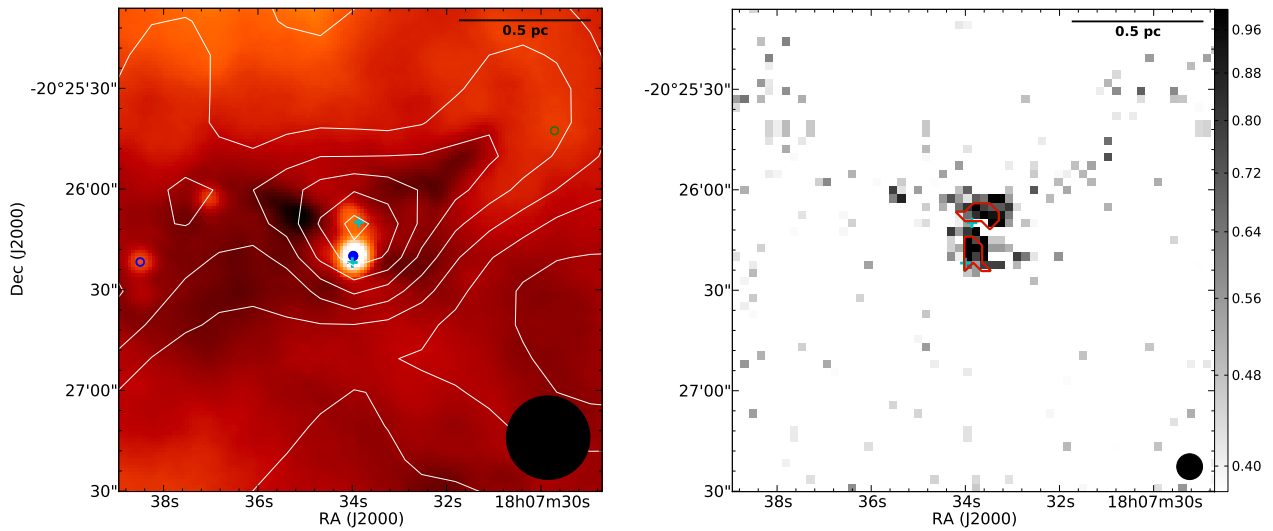 0.5 pc
-20°25'30"
26'00"
30"
27'00"
30"
38s
36s
34s
32s
18h07m30s
RA (J2000)
Dec (J2000)
0.5 pc
-20°25'30"
26'00"
30"
27'00"
30"
38s
36s
34s
32s
18h07m30s
RA (J2000)
0.96
0.88
0.80
0.72
0.64
0.56
0.48
0.40